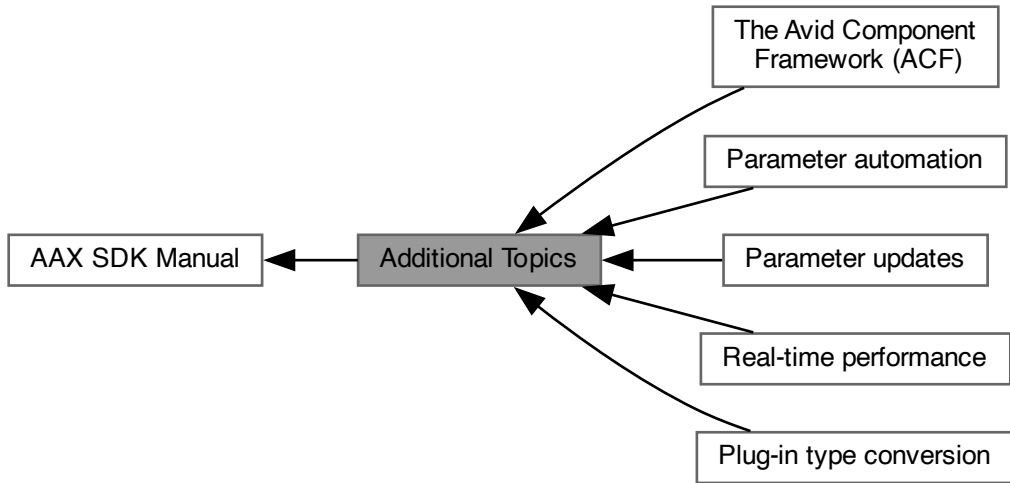 The Avid Component
Framework (ACF)
Parameter automation
AAX SDK Manual
Additional Topics
Parameter updates
Real-time performance
Plug-in type conversion